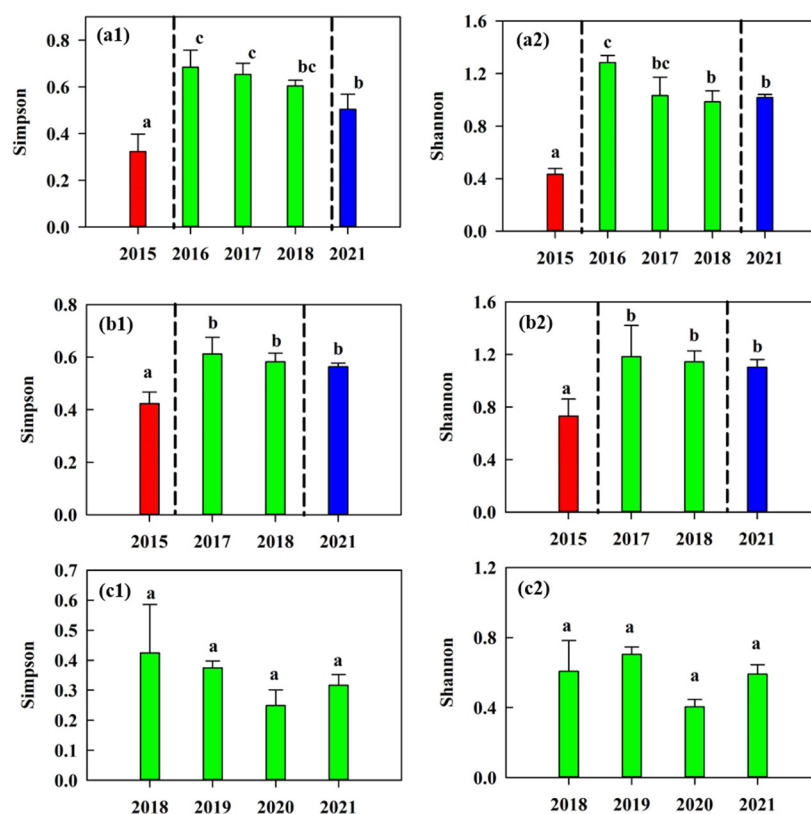 (a1)
Simpson
0.8
0.6
0.4
0.2
0.0
a
c
c
bc
b
2015 2016 2017 2018 2021
(a2)
Shannon
1.6
1.2
0.8
0.4
0.0
a
c
bc
b
b
2015 2016 2017 2018 2021
(b1)
Simpson
0.8
0.6
0.4
0.2
0.0
a
b
b
b
2015 2017 2018 2021
(b2)
Shannon
1.6
1.2
0.8
0.4
0.0
a
b
b
b
2015 2017 2018 2021
(c1)
Simpson
0.7
0.6
0.5
0.4
0.3
0.2
0.1
0.0
a
a
a
a
2018 2019 2020 2021
(c2)
Shannon
1.2
0.8
0.4
0.0
a
a
a
a
2018 2019 2020 2021